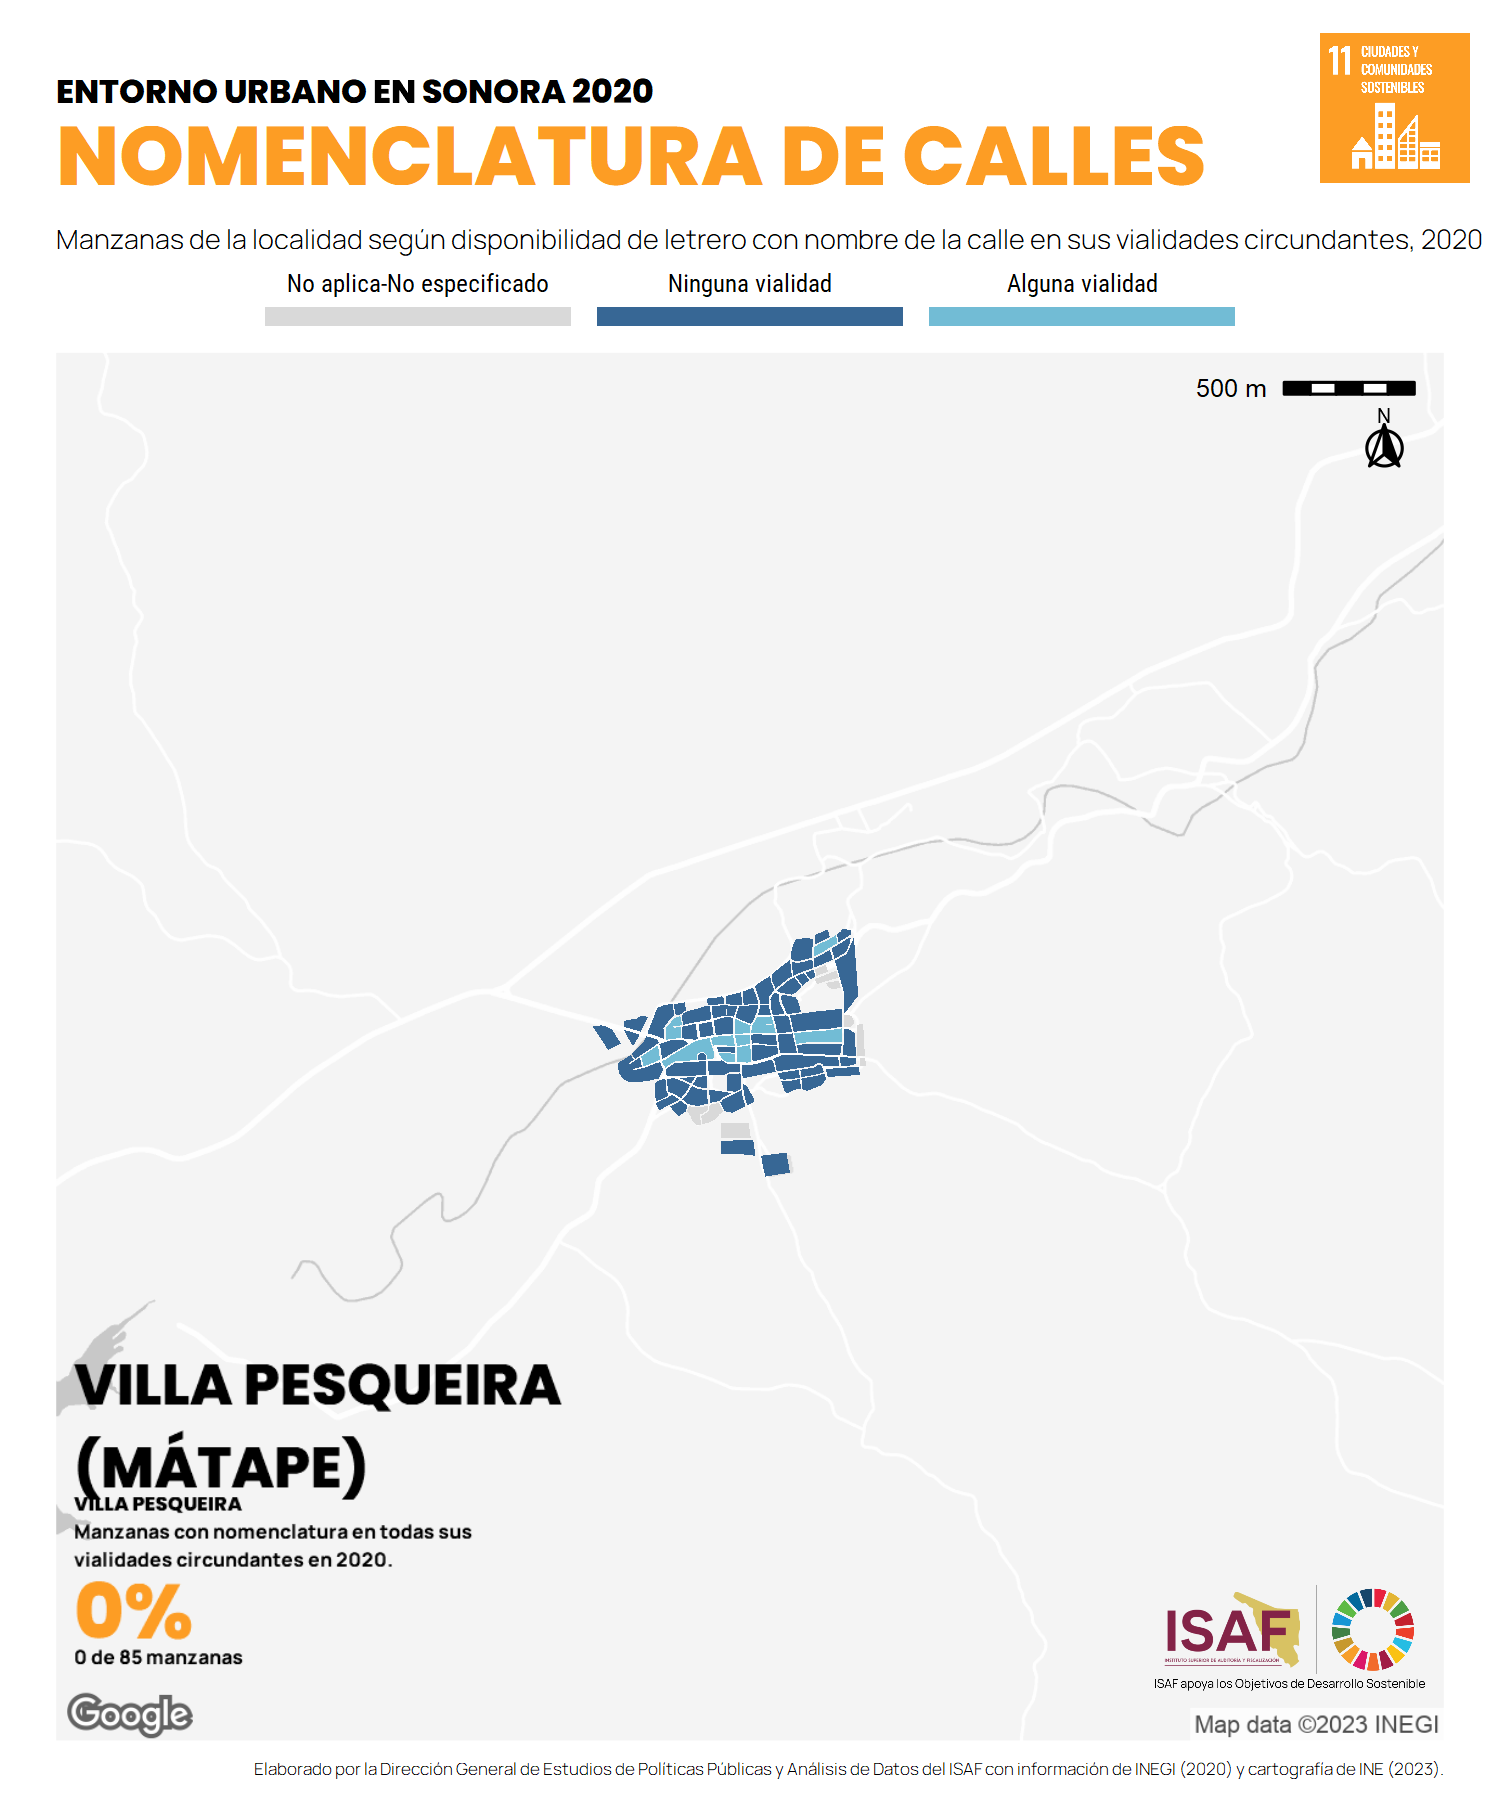 ENTORNO URBANO EN SONORA 2020
NOMENCLATURA DE CALLES
11 CIUDADES Y
COMUNIDADES
SOSTENIBLES
Manzanas de la localidad según disponibilidad de letrero con nombre de la calle en sus vialidades circundantes, 2020
No aplica-No especificado
Ninguna vialidad
Alguna vialidad
500 m
N
VILLA PESQUEIRA
(MÁTAPE)
VILLA PESQUEIRA
Manzanas con nomenclatura en todas sus
vialidades circundantes en 2020.
0%
0 de 85 manzanas
Google
ISAF
INSTITUTO SUPERIOR DE AUDITORÍA Y FISCALIZACIÓN
ISAF apoya los Objetivos de Desarrollo Sostenible
Map data ©2023 INEGI
Elaborado por la Dirección General de Estudios de Políticas Públicas y Análisis de Datos del ISAF con información de INEGI (2020) y cartografía de INE (2023).